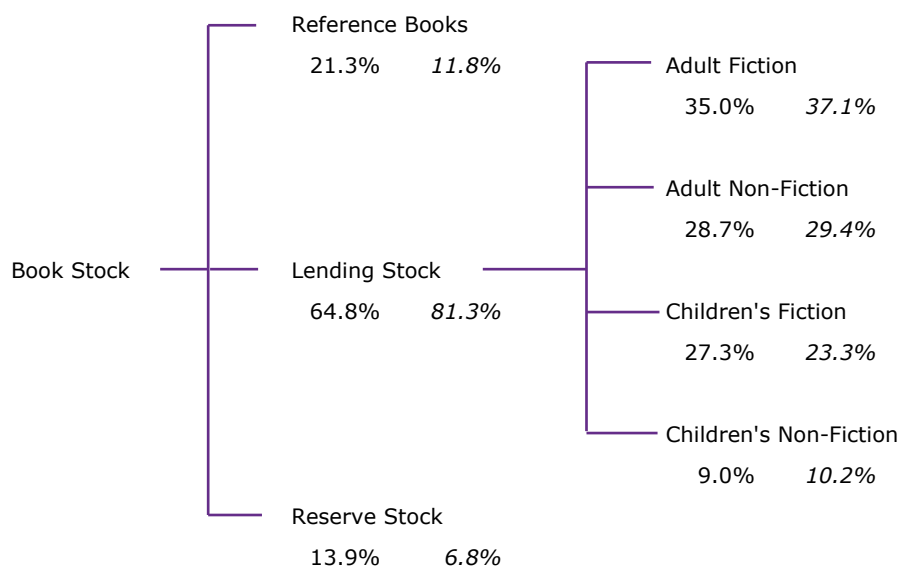 Book Stock
Reference Books
21.3% 11.8%
Lending Stock
64.8% 81.3%
Reserve Stock
13.9% 6.8%
Adult Fiction
35.0% 37.1%
Adult Non-Fiction
28.7% 29.4%
Children's Fiction
27.3% 23.3%
Children's Non-Fiction
9.0% 10.2%